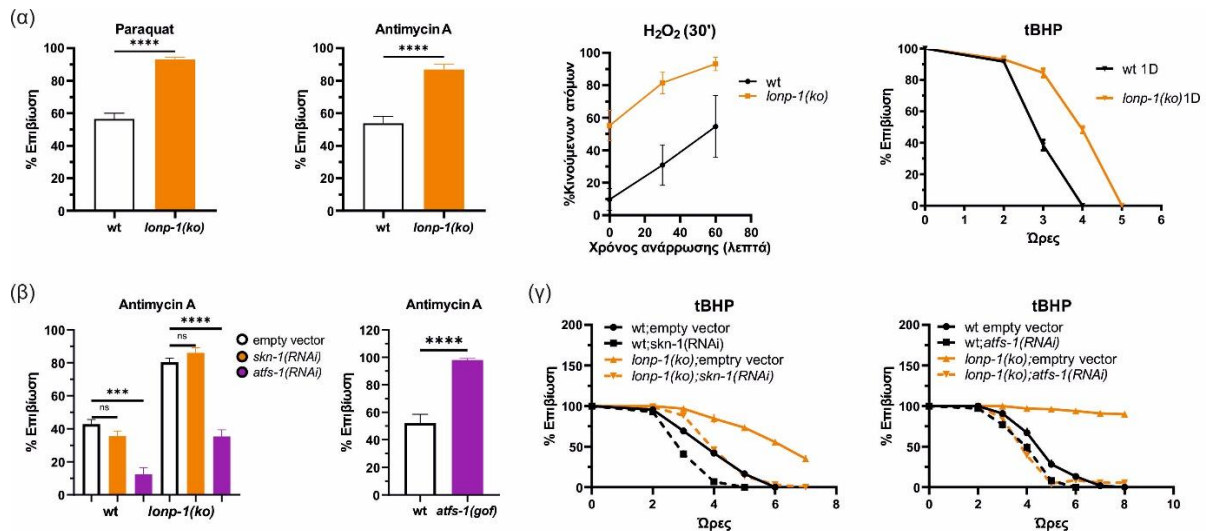 (α)
Paraquat
****
% Επιβίωση
100
80
60
40
20
0
wt
lonp-1(ko)
Antimycin A
****
% Επιβίωση
100
80
60
40
20
0
wt
lonp-1(ko)
H₂O₂ (30')
%Κινούμενων ατόμων
100
80
60
40
20
0
0 20 40 60 80
Χρόνος ανάρρωσης (λεπτά)
wt
lonp-1(ko)
tBHP
% Επιβίωση
100
80
60
40
20
0
0 1 2 3 4 5 6
Ώρες
wt 1D
lonp-1(ko)1D
(β)
Antimycin A
****
ns
***
ns
% Επιβίωση
100
80
60
40
20
0
wt
lonp-1(ko)
empty vector
skn-1(RNAi)
atfs-1(RNAi)
Antimycin A
****
% Επιβίωση
120
100
80
60
40
20
0
wt atfs-1(gof)
(γ)
tBHP
wt;empty vector
wt;skn-1(RNAi)
lonp-1(ko);emptry vector
lonp-1(ko);skn-1(RNAi)
% Επιβίωση
200
150
100
50
0
0 2 4 6 8
Ώρες
tBHP
wt empty vector
wt;atfs-1(RNAi)
lonp-1(ko);emptry vector
lonp-1(ko);atfs-1(RNAi)
% Επιβίωση
200
150
100
50
0
0 2 4 6 8 10
Ώρες